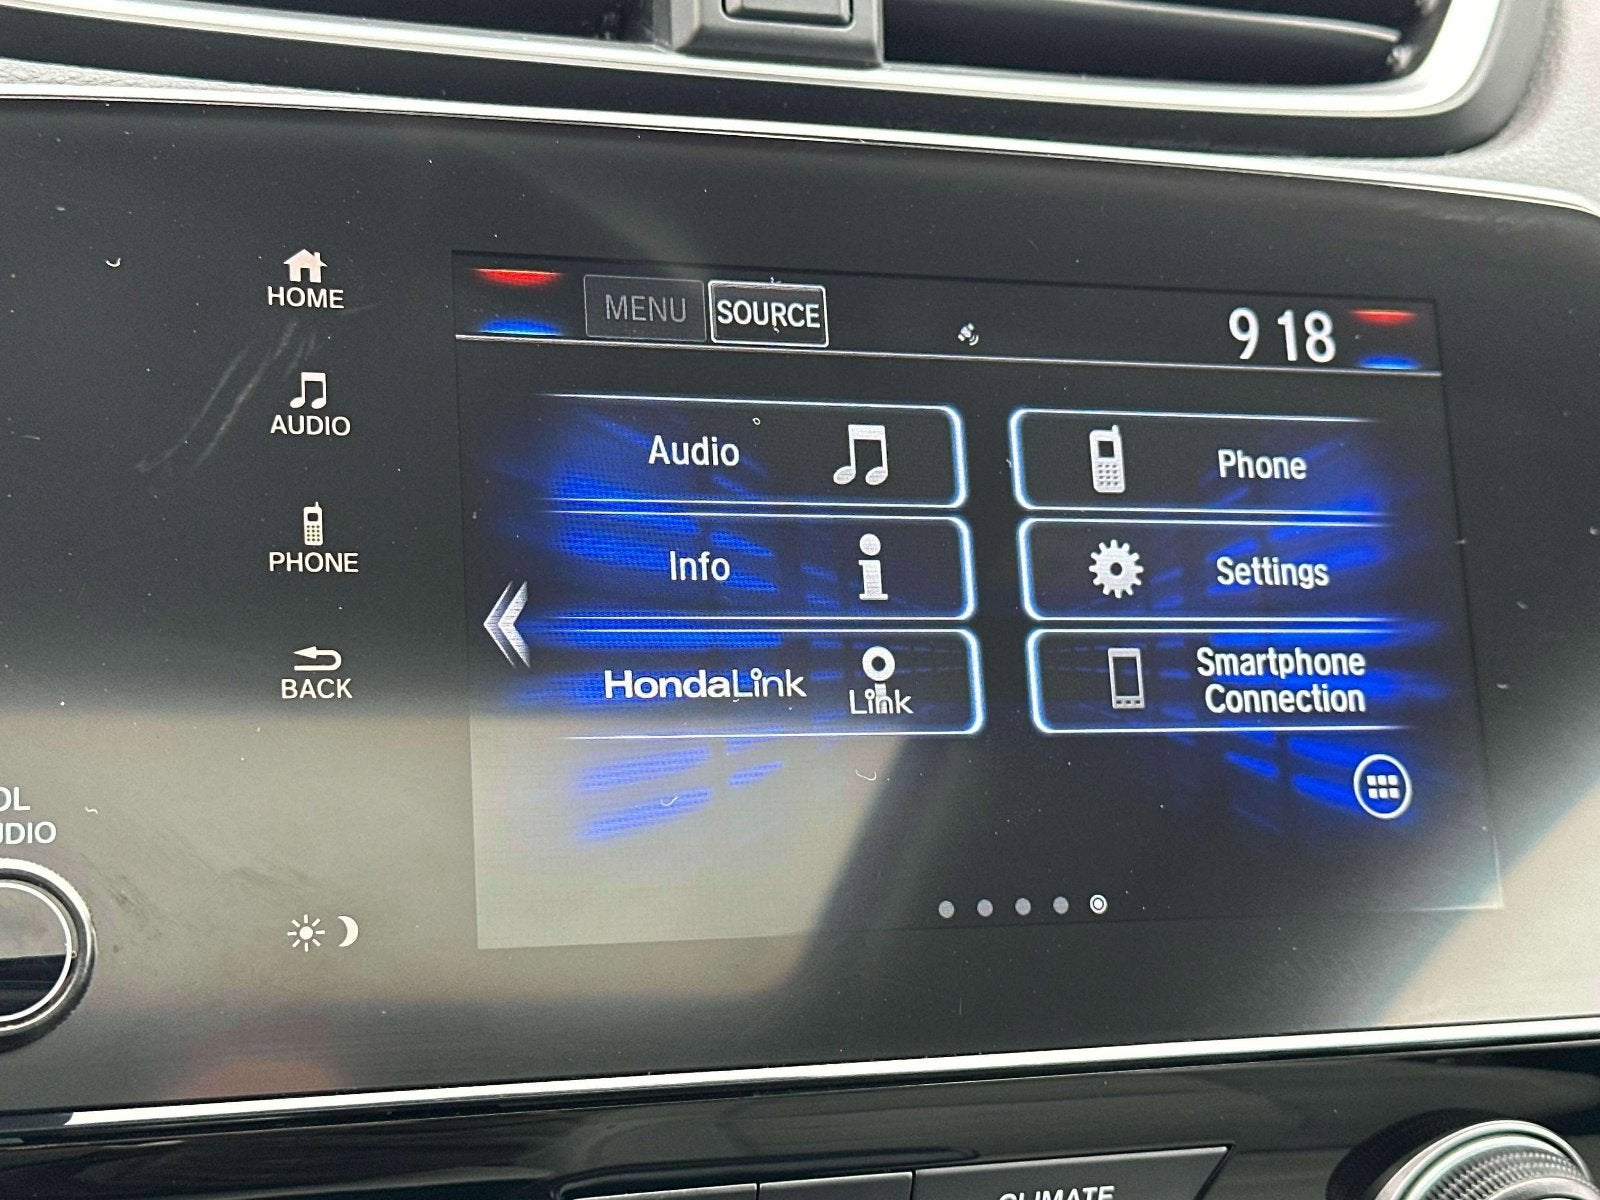 HOME
AUDIO
PHONE
BACK
MENU SOURCE
9 18
Audio
Phone
Info
Settings
HondaLink
Link
Smartphone
Connection
OL
UDIO
CLIMATE